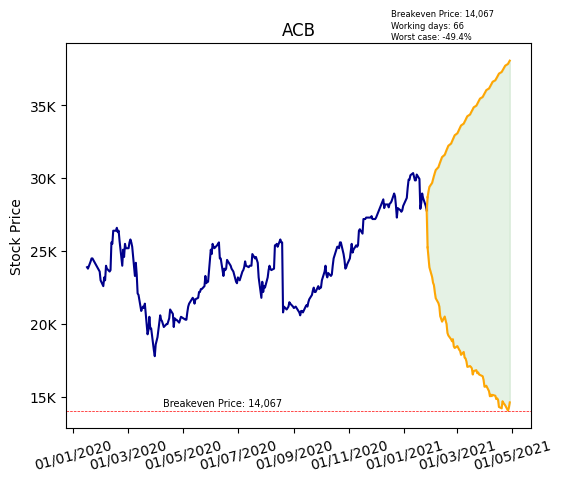 Breakeven Price: 14,067
Working days: 66
Worst case: -49.4%
ACB
Stock Price
35K
30K
25K
20K
15K
Breakeven Price: 14,067
01/01/2020 01/03/2020 01/05/2020 01/07/2020 01/09/2020 01/11/2020 01/01/2021 01/03/2021 01/05/2021